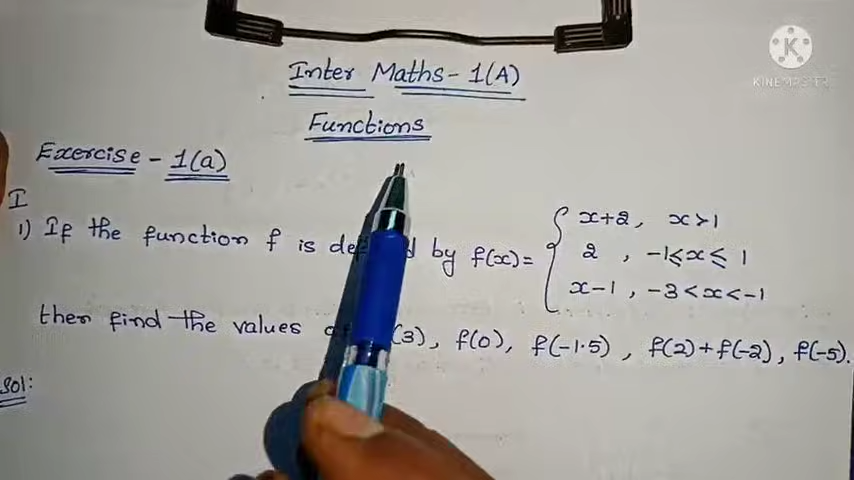 KINEMASTER
Inter Maths-1(A)
Functions
Exercise-1(a)
I
1) If the function f is by f(x)= { x+2, x>1
2, -1≤x≤1
x-1, -3<x<-1
then find the values (3), f(0), f(-1.5), f(2)+f(-2), f(-5).
Sol: